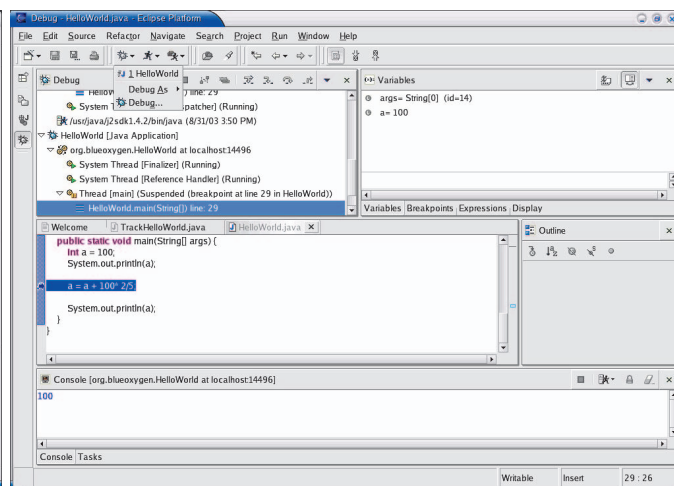 Debug - HelloWorld.java - Eclipse Platform
File Edit Source Refactor Navigate Search Project Run Window Help
1 HelloWorld
Debug As
Debug...
Debug
HelloW
) line: 29
System T
patcher] (Running)
/usr/java/j2sdk1.4.2/bin/java (8/31/03 3:50 PM)
HelloWorld [Java Application]
org.blueoxygen.HelloWorld at localhost:14496
System Thread [Finalizer] (Running)
System Thread [Reference Handler] (Running)
Thread [main] (Suspended (breakpoint at line 29 in HelloWorld))
HelloWorld.main(String[]) line: 29
Variables
args= String[0] (id=14)
a= 100
Variables Breakpoints Expressions Display
Welcome TrackHelloWorld.java HelloWorld.java
public static void main(String[] args) {
int a = 100;
System.out.println(a);
a = a + 100* 2/5;
System.out.println(a);
}
}
Outline
Console [org.blueoxygen.HelloWorld at localhost:14496]
100
Console Tasks
Writable Insert 29 : 26